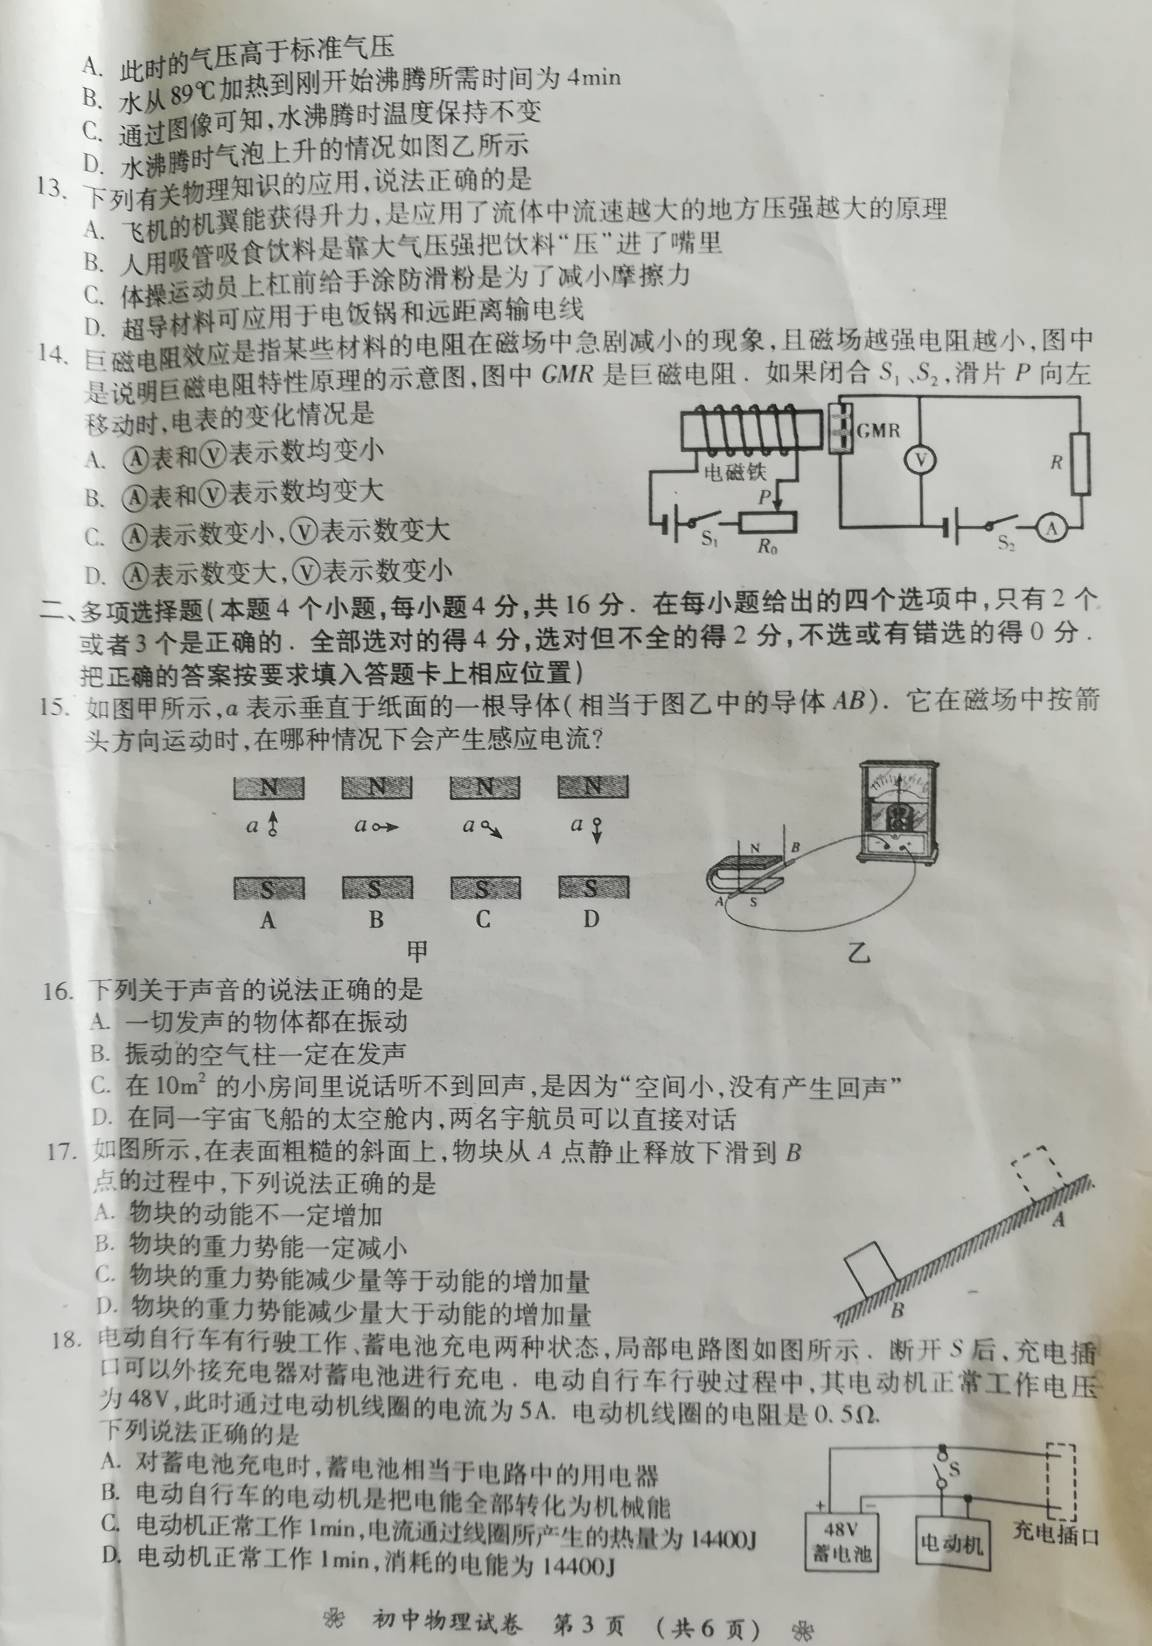 A. 此时的气压高于标准气压
B. 水从89℃加热到刚开始沸腾所需时间为4min
C. 通过图像可知,水沸腾时温度保持不变
D. 水沸腾时气泡上升的情况如图乙所示
13. 下列有关物理知识的应用,说法正确的是
A. 飞机的机翼能获得升力,是应用了流体中流速越大的地方压强越大的原理
B. 人用吸管吸食饮料是靠大气压强把饮料“压”进了嘴里
C. 体操运动员上杠前给手涂防滑粉是为了减小摩擦力
D. 超导材料可应用于电饭锅和远距离输电线
14. 巨磁电阻效应是指某些材料的电阻在磁场中急剧减小的现象,且磁场越强电阻越小,图中
是说明巨磁电阻特性原理的示意图,图中GMR是巨磁电阻.如果闭合S₁、S₂,滑片P向左
移动时,电表的变化情况是
A. Ⓐ表和Ⓥ表示数均变小
B. Ⓐ表和Ⓥ表示数均变大
C. Ⓐ表示数变小,Ⓥ表示数变大
D. Ⓐ表示数变大,Ⓥ表示数变小
GMR
电磁铁
V
R
P
S₁
R₀
S₂
A
二、多项选择题(本题4个小题,每小题4分,共16分.在每小题给出的四个选项中,只有2个
或者3个是正确的.全部选对的得4分,选对但不全的得2分,不选或有错选的得0分.
把正确的答案按要求填入答题卡上相应位置)
15. 如图甲所示,a表示垂直于纸面的一根导体(相当于图乙中的导体AB).它在磁场中按箭
头方向运动时,在哪种情况下会产生感应电流?
N N N N
a a a a
S S S S
A B C D
甲
N B
A S
乙
16. 下列关于声音的说法正确的是
A. 一切发声的物体都在振动
B. 振动的空气柱一定在发声
C. 在10m²的小房间里说话听不到回声,是因为“空间小,没有产生回声”
D. 在同一宇宙飞船的太空舱内,两名宇航员可以直接对话
17. 如图所示,在表面粗糙的斜面上,物块从A点静止释放下滑到B
点的过程中,下列说法正确的是
A. 物块的动能不一定增加
B. 物块的重力势能一定减小
C. 物块的重力势能减少量等于动能的增加量
D. 物块的重力势能减少量大于动能的增加量
A
B
18. 电动自行车有行驶工作、蓄电池充电两种状态,局部电路图如图所示.断开S后,充电插
口可以外接充电器对蓄电池进行充电.电动自行车行驶过程中,其电动机正常工作电压
为48V,此时通过电动机线圈的电流为5A.电动机线圈的电阻是0.5Ω.
下列说法正确的是
A. 对蓄电池充电时,蓄电池相当于电路中的用电器
B. 电动自行车的电动机是把电能全部转化为机械能
C. 电动机正常工作1min,电流通过线圈所产生的热量为14400J
D. 电动机正常工作1min,消耗的电能为14400J
S
+ −
48V
蓄电池
电动机
充电插口
初中物理试卷 第3页 (共6页)